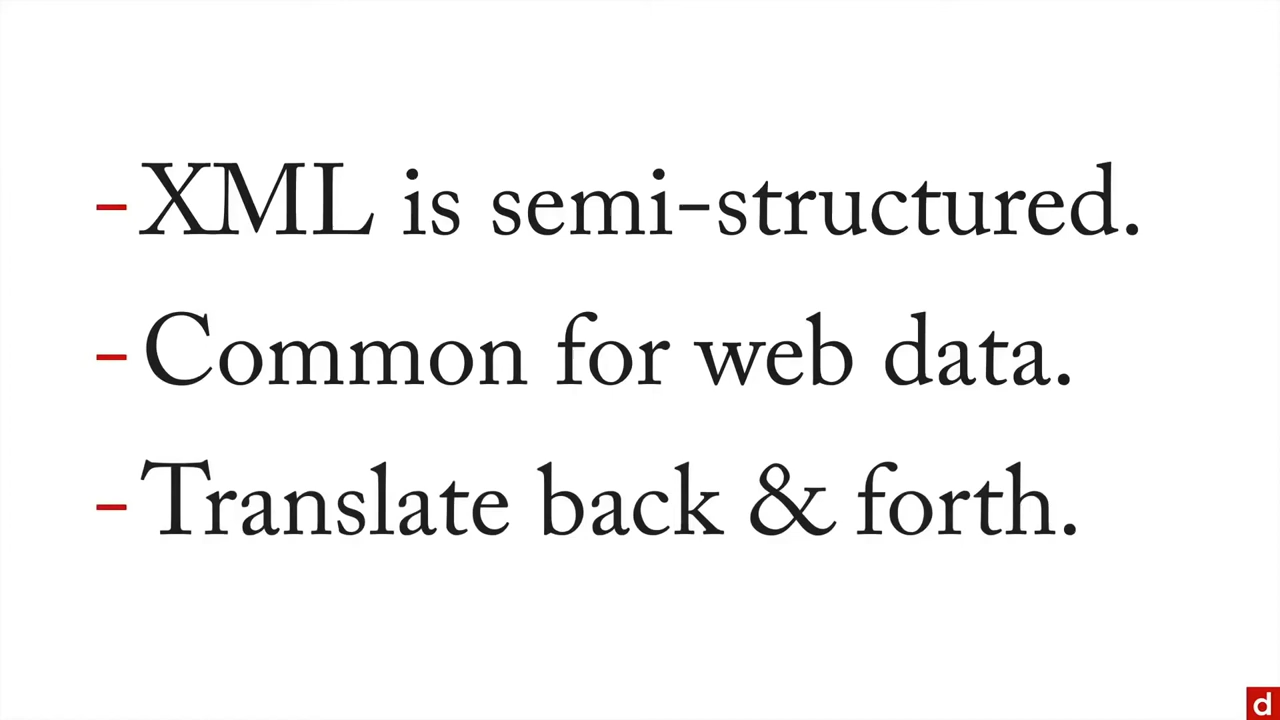 - XML is semi-structured.
- Common for web data.
- Translate back & forth.
d